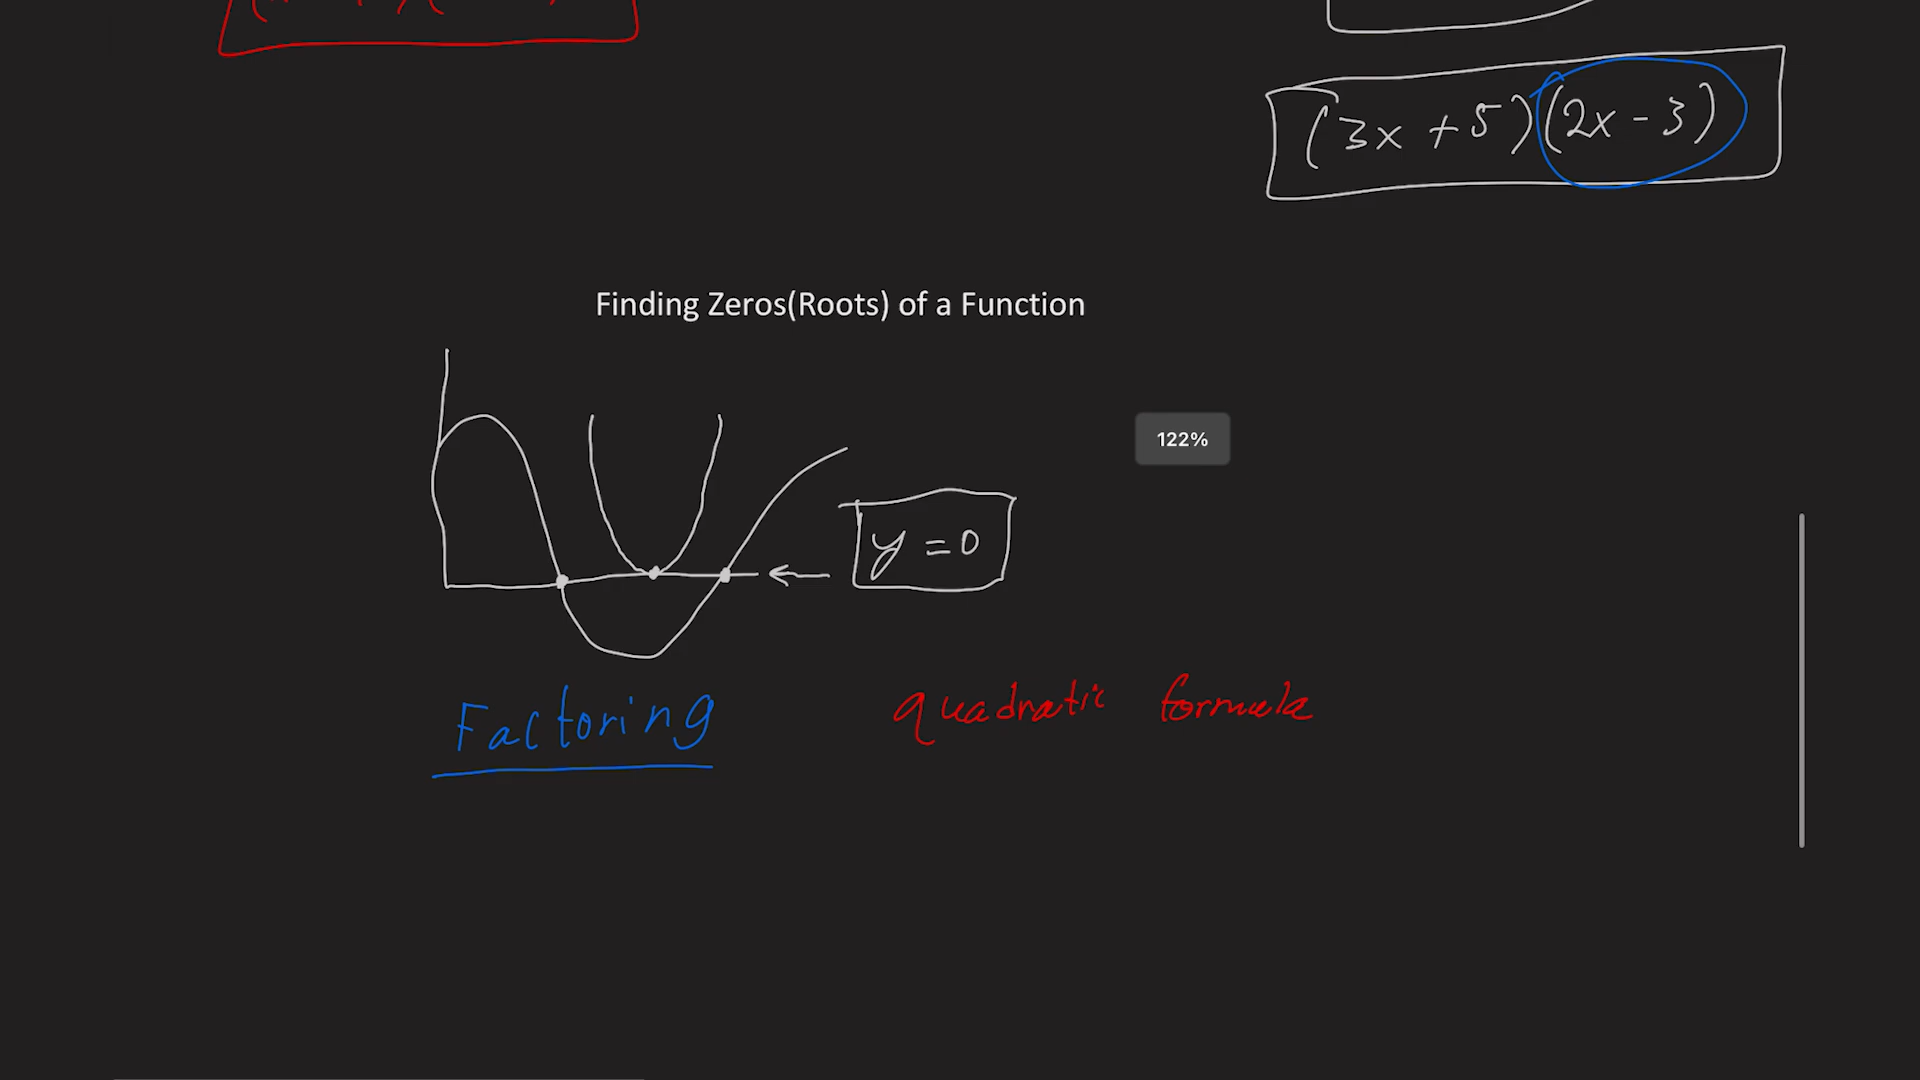 (3x + 5)(2x - 3)
Finding Zeros(Roots) of a Function
122%
y = 0
Factoring
quadratic formula